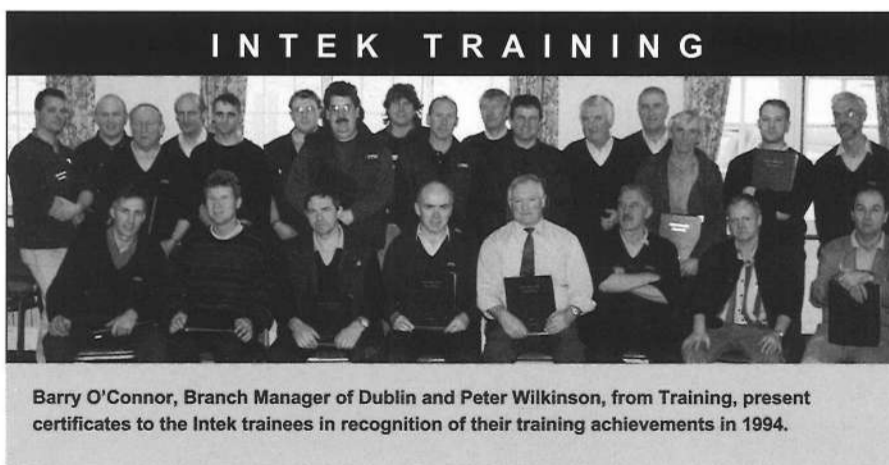 INTEK TRAINING
Barry O'Connor, Branch Manager of Dublin and Peter Wilkinson, from Training, present
certificates to the Intek trainees in recognition of their training achievements in 1994.